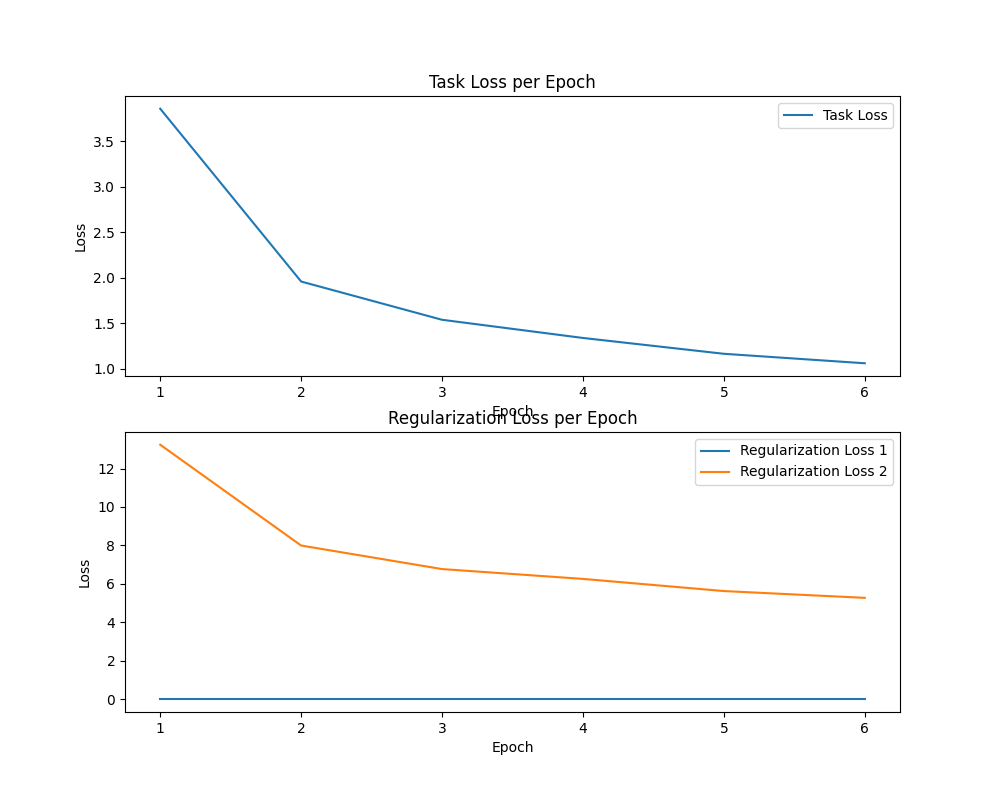 Task Loss per Epoch
Task Loss
3.5
3.0
2.5
2.0
1.5
1.0
Loss
1 2 3 4 5 6
Epoch
Regularization Loss per Epoch
Regularization Loss 1
Regularization Loss 2
12
10
8
6
4
2
0
Loss
1 2 3 4 5 6
Epoch